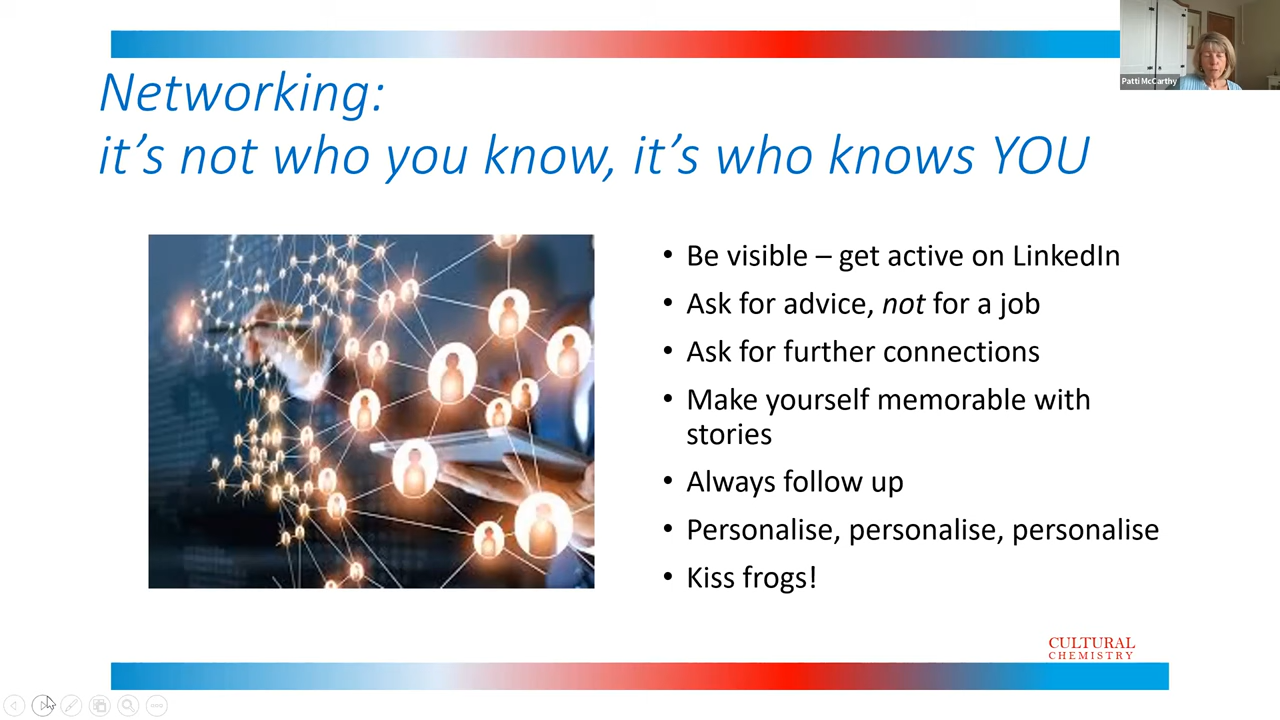 Patti McCarthy
Networking:
it’s not who you know, it’s who knows YOU
• Be visible – get active on LinkedIn
• Ask for advice, not for a job
• Ask for further connections
• Make yourself memorable with
stories
• Always follow up
• Personalise, personalise, personalise
• Kiss frogs!
CULTURAL
CHEMISTRY